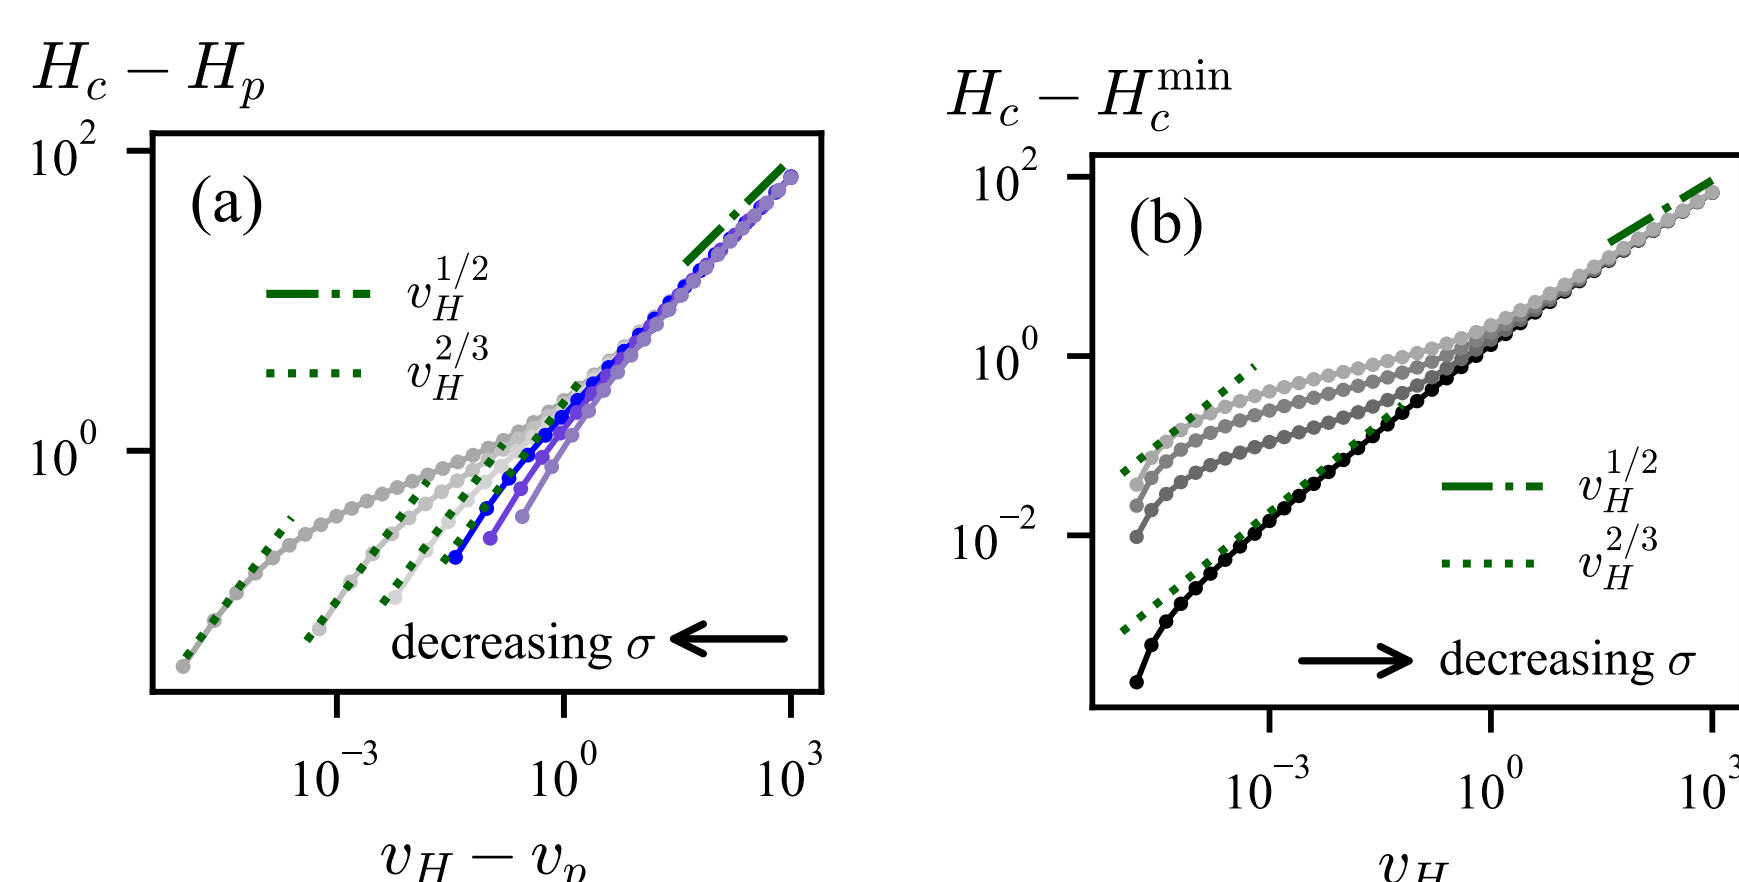 H_c − H_p
10^2
(a)
v_H^{1/2}
v_H^{2/3}
10^0
decreasing σ
10^{−3} 10^0 10^3
v_H − v_p
H_c − H_c^{min}
10^2
(b)
10^0
v_H^{1/2}
10^{−2}
v_H^{2/3}
decreasing σ
10^{−3} 10^0 10^3
v_H